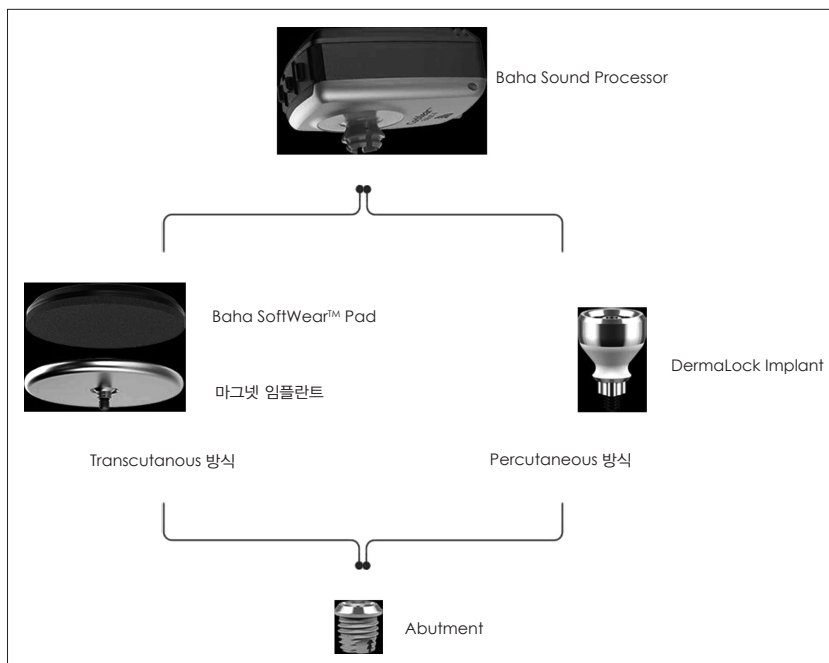 Baha Sound Processor
Baha SoftWear™ Pad
마그넷 임플란트
DermaLock Implant
Transcutanous 방식
Percutaneous 방식
Abutment